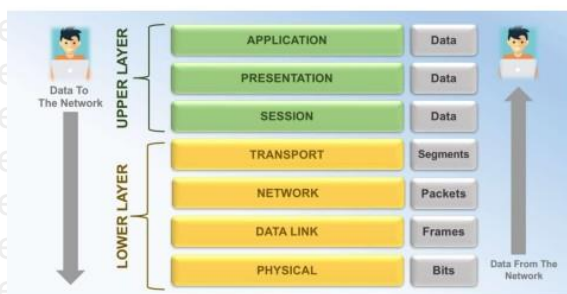 APPLICATION
Data
PRESENTATION
Data
SESSION
Data
TRANSPORT
Segments
NETWORK
Packets
DATA LINK
Frames
PHYSICAL
Bits
UPPER LAYER
LOWER LAYER
Data To
The Network
Data From The
Network